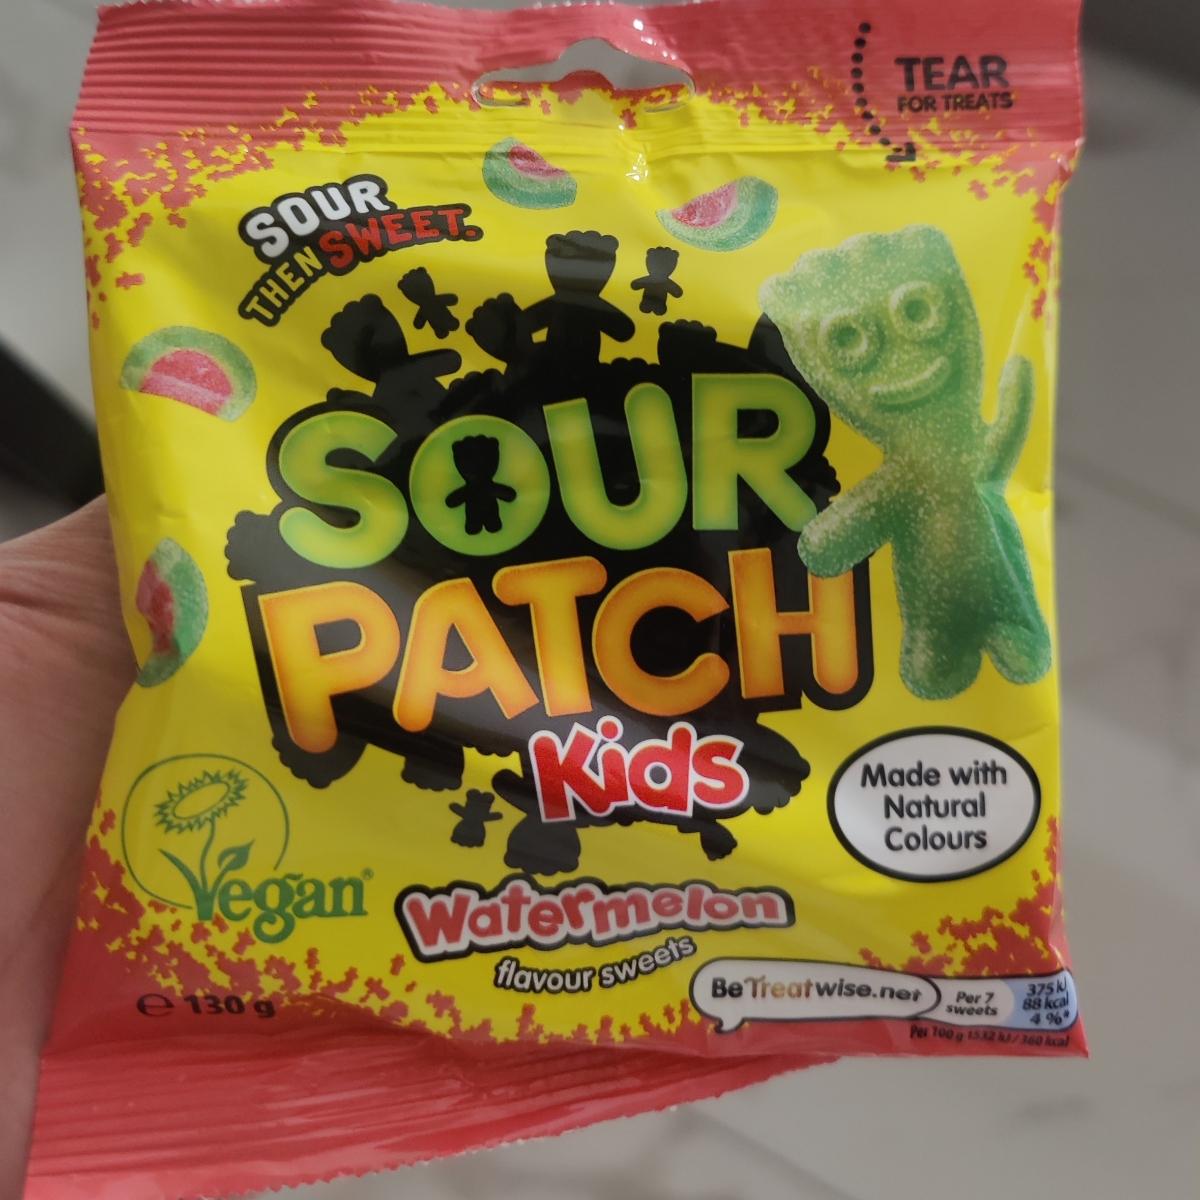 TEAR
FOR TREATS
SOUR
THEN SWEET.
SOUR
PATCH
Kids
Made with
Natural
Colours
Vegan®
Watermelon
flavour sweets
℮ 130 g
BeTreatwise.net
Per 7
sweets
375 kJ
88 kcal
4 %*
Per 100 g 1532 kJ / 360 kcal